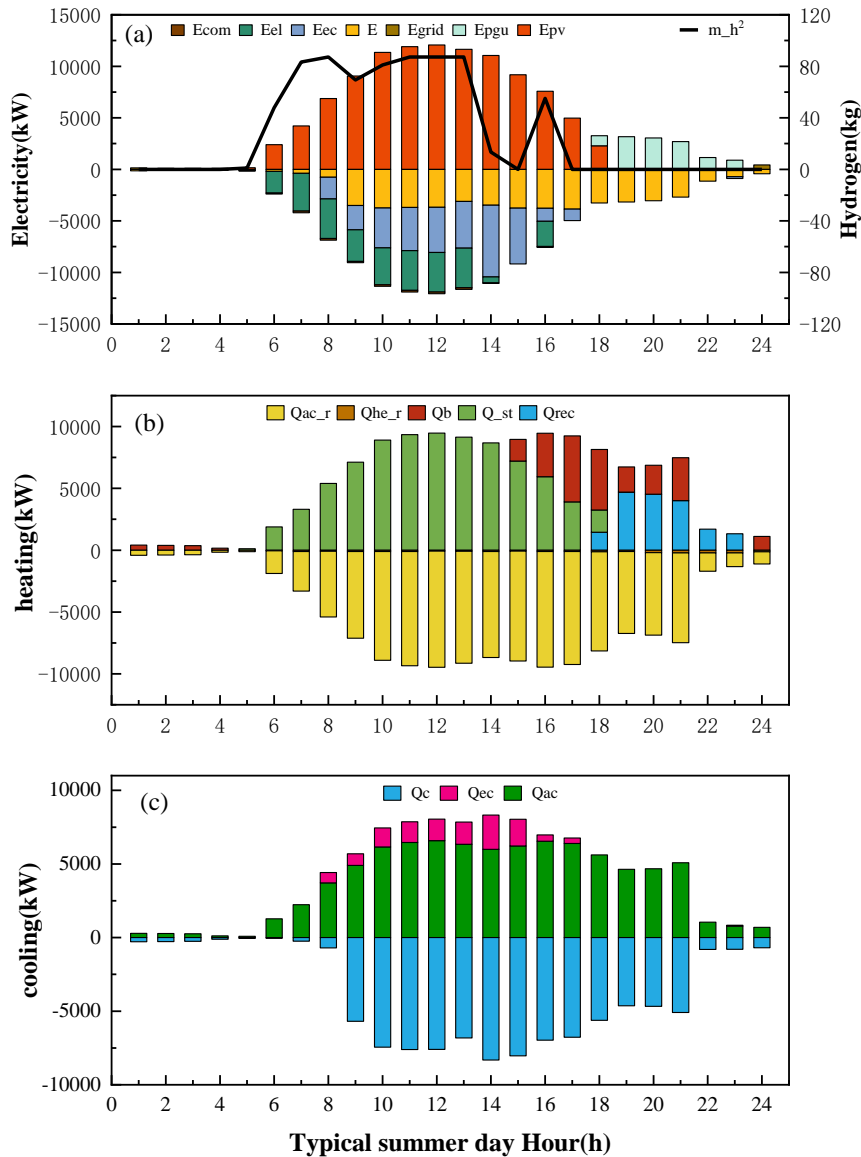 (a) Ecom Eel Eec E Egrid Epgu Epv m_h²
15000 120
10000 80
5000 40
0 0
−5000 −40
−10000 −80
−15000 −120
Electricity(kW)
Hydrogen(kg)
0 2 4 6 8 10 12 14 16 18 20 22 24
(b) Qac_r Qhe_r Qb Q_st Qrec
10000
5000
0
−5000
−10000
heating(kW)
0 2 4 6 8 10 12 14 16 18 20 22 24
(c) Qc Qec Qac
10000
5000
0
-5000
-10000
cooling(kW)
0 2 4 6 8 10 12 14 16 18 20 22 24
Typical summer day Hour(h)